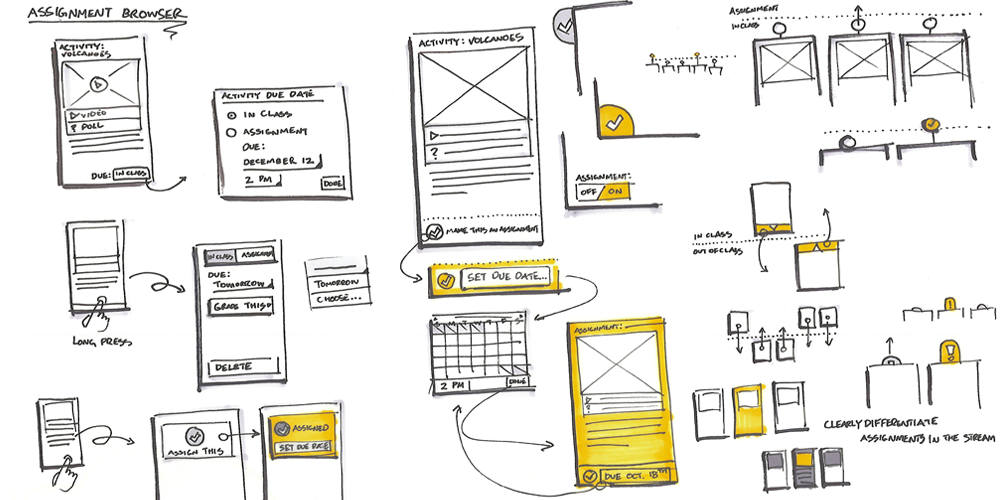 ASSIGNMENT BROWSER
ACTIVITY:
VOLCANOES
VIDEO
? POLL
DUE: IN CLASS
ACTIVITY DUE DATE
IN CLASS
ASSIGNMENT
DUE:
DECEMBER 12
2 PM
DONE
LONG PRESS
IN CLASS ASSIGNED
DUE:
TOMORROW
GRADE THIS
DELETE
TOMORROW
CHOOSE...
ASSIGN THIS
ASSIGNED
SET DUE DATE
ACTIVITY: VOLCANOES
?
MAKE THIS AN ASSIGNMENT
SET DUE DATE...
2 PM
DONE
ASSIGNMENT:
?
DUE OCT. 18TH
ASSIGNMENT:
OFF/ON
ASSIGNMENT
IN CLASS
IN CLASS
OUT OF CLASS
!
!
CLEARLY DIFFERENTIATE
ASSIGNMENTS IN THE STREAM